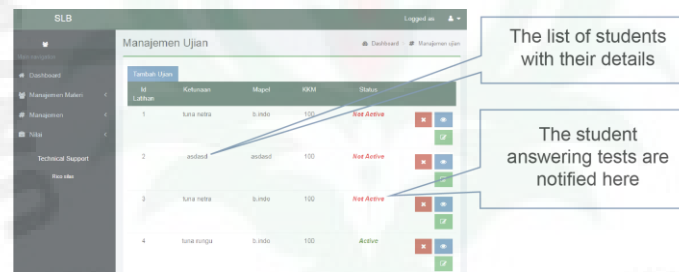 SLB
Logged as
Manajemen Ujian
Dashboard
Manajemen ujian
Dashboard
Manajemen Materi
Manajemen
Nilai
Technical Support
Tambah Ujian
Id Ketunaan Mapel KKM Status
Latihan
1 tuna netra b.indo 100 Not Active
2 asdasd asdasd 100 Not Active
3 tuna netra b.indo 100 Not Active
4 tuna rungu b.indo 100 Active
The list of students
with their details
The student
answering tests are
notified here